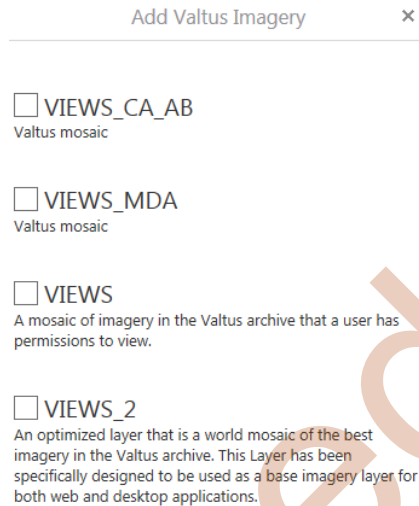 Add Valtus Imagery ×
VIEWS_CA_AB
Valtus mosaic
VIEWS_MDA
Valtus mosaic
VIEWS
A mosaic of imagery in the Valtus archive that a user has
permissions to view.
VIEWS_2
An optimized layer that is a world mosaic of the best
imagery in the Valtus archive. This Layer has been
specifically designed to be used as a base imagery layer for
both web and desktop applications.